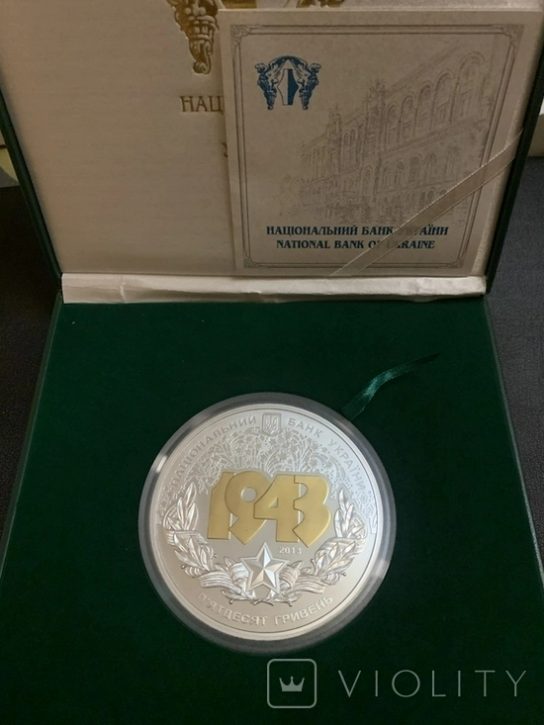 НАЦ
НАЦІОНАЛЬНИЙ БАНК УКРАЇНИ
NATIONAL BANK OF UKRAINE
НАЦІОНАЛЬНИЙ БАНК УКРАЇНИ
1943
2013
П'ЯТДЕСЯТ ГРИВЕНЬ
VIOLITY